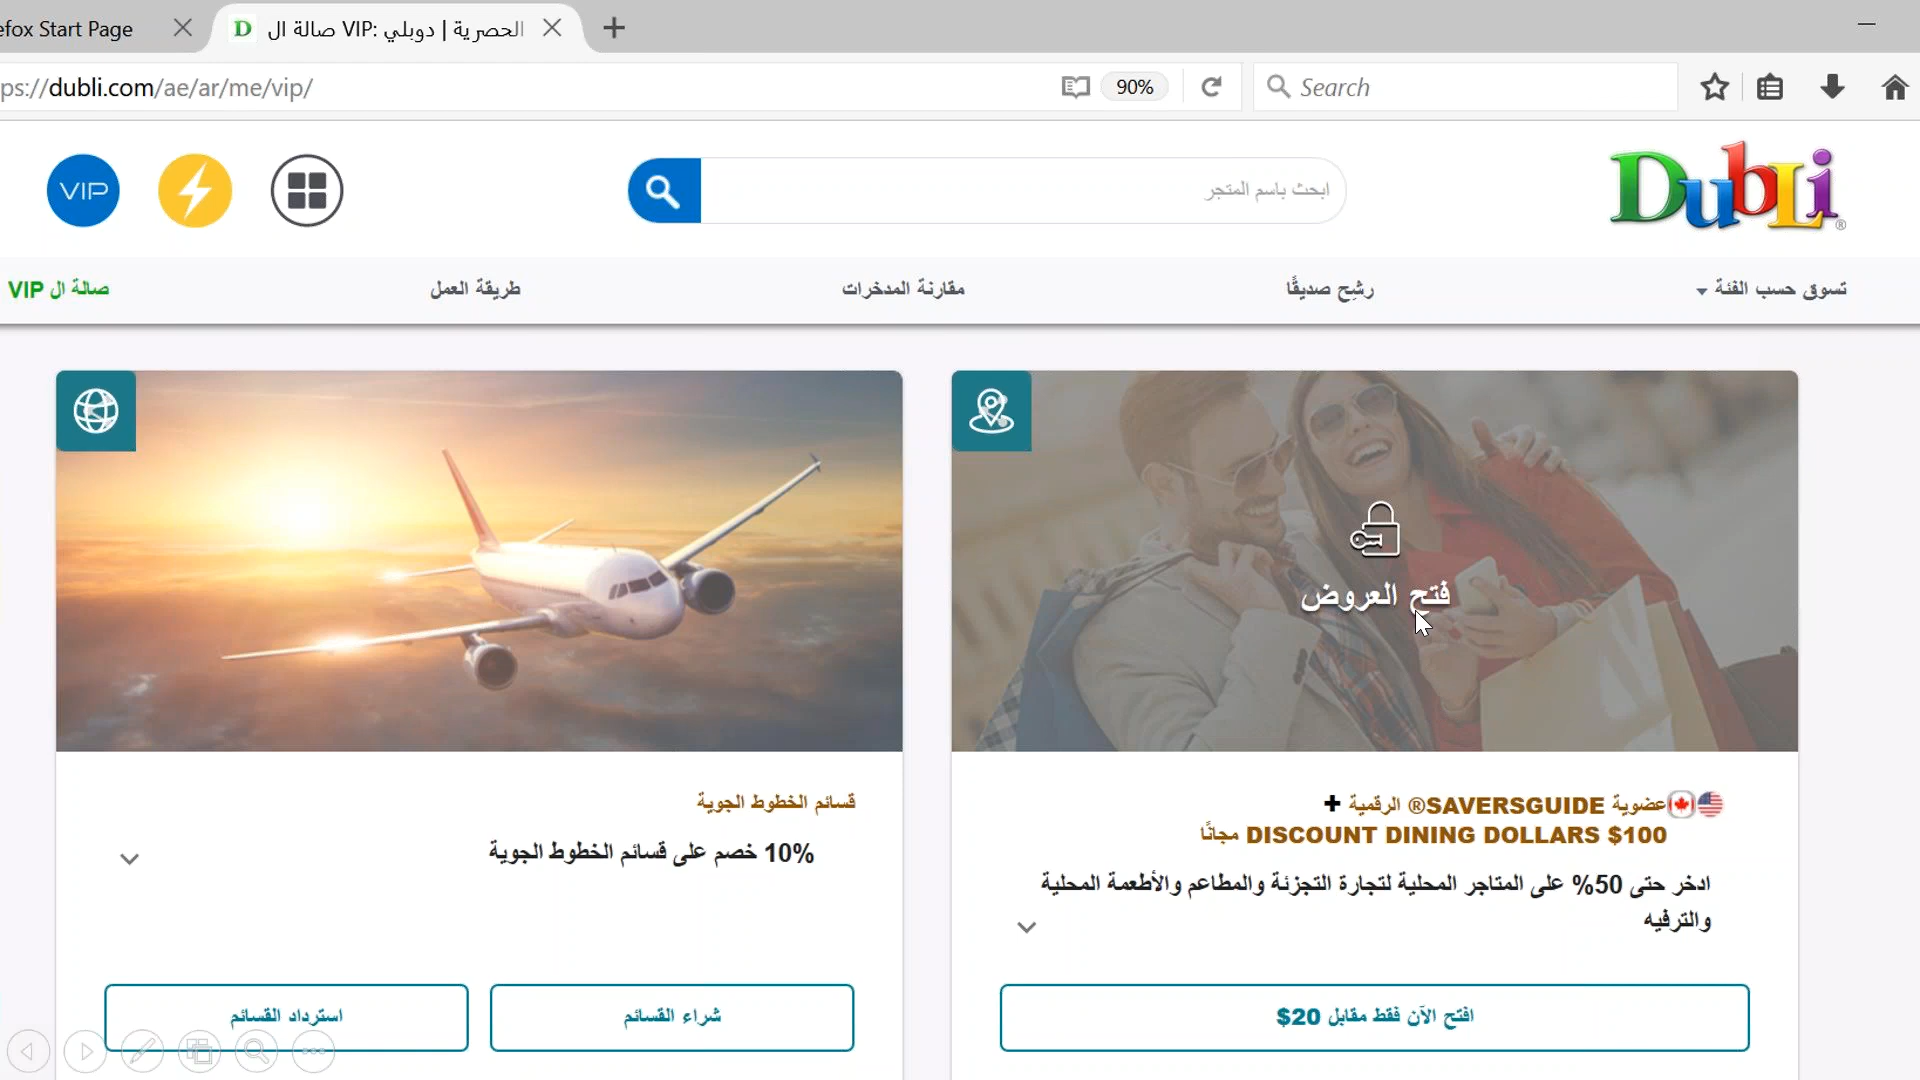 efox Start Page
صالة ال VIP: الحصرية | دوبلي
ps://dubli.com/ae/ar/me/vip/
90%
Search
VIP
ابحث باسم المتجر
DubLi®
تسوق حسب الفئة
رشِح صديقًا
مقارنة المدخرات
طريقة العمل
صالة ال VIP
فتح العروض
عضوية SAVERSGUIDE® الرقمية +
$100 DISCOUNT DINING DOLLARS مجانًا
ادخر حتى 50% على المتاجر المحلية لتجارة التجزئة والمطاعم والأطعمة المحلية
والترفيه
افتح الآن فقط مقابل 20$
قسائم الخطوط الجوية
10% خصم على قسائم الخطوط الجوية
شراء القسائم
استرداد القسائم